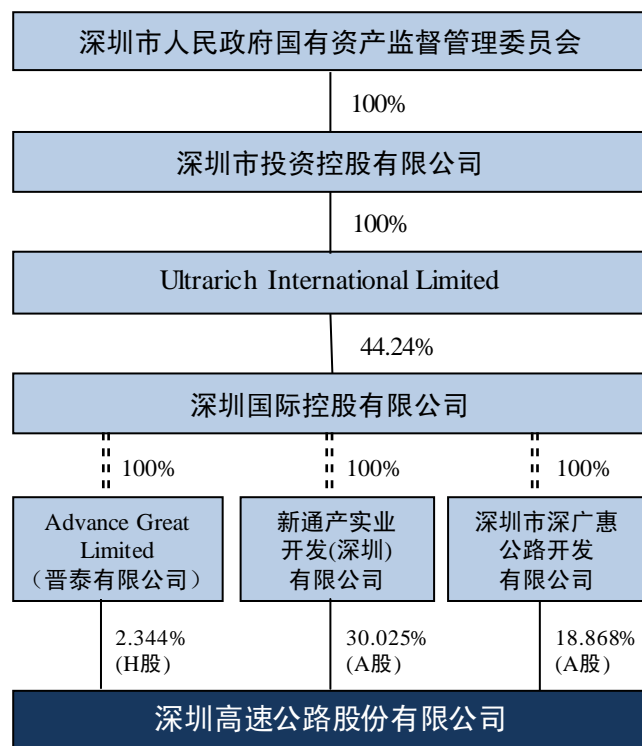 深圳市人民政府国有资产监督管理委员会
100%
深圳市投资控股有限公司
100%
Ultrarich International Limited
44.24%
深圳国际控股有限公司
100%
100%
100%
Advance Great
Limited
（晋泰有限公司）
新通产实业
开发(深圳)
有限公司
深圳市深广惠
公路开发
有限公司
2.344%
(H股)
30.025%
(A股)
18.868%
(A股)
深圳高速公路股份有限公司